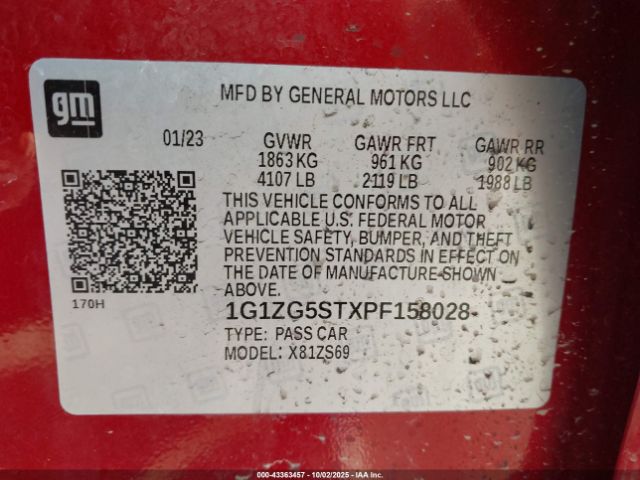 gm
MFD BY GENERAL MOTORS LLC
01/23 GVWR GAWR FRT GAWR RR
1863 KG 961 KG 902 KG
4107 LB 2119 LB 1988 LB
THIS VEHICLE CONFORMS TO ALL
APPLICABLE U.S. FEDERAL MOTOR
VEHICLE SAFETY, BUMPER, AND THEFT
PREVENTION STANDARDS IN EFFECT ON
THE DATE OF MANUFACTURE SHOWN
ABOVE.
170H
1G1ZG5STXPF158028
TYPE: PASS CAR
MODEL: X81ZS69
© - 43363457 | 10/02/2025 - © IAA Holdings, LLC